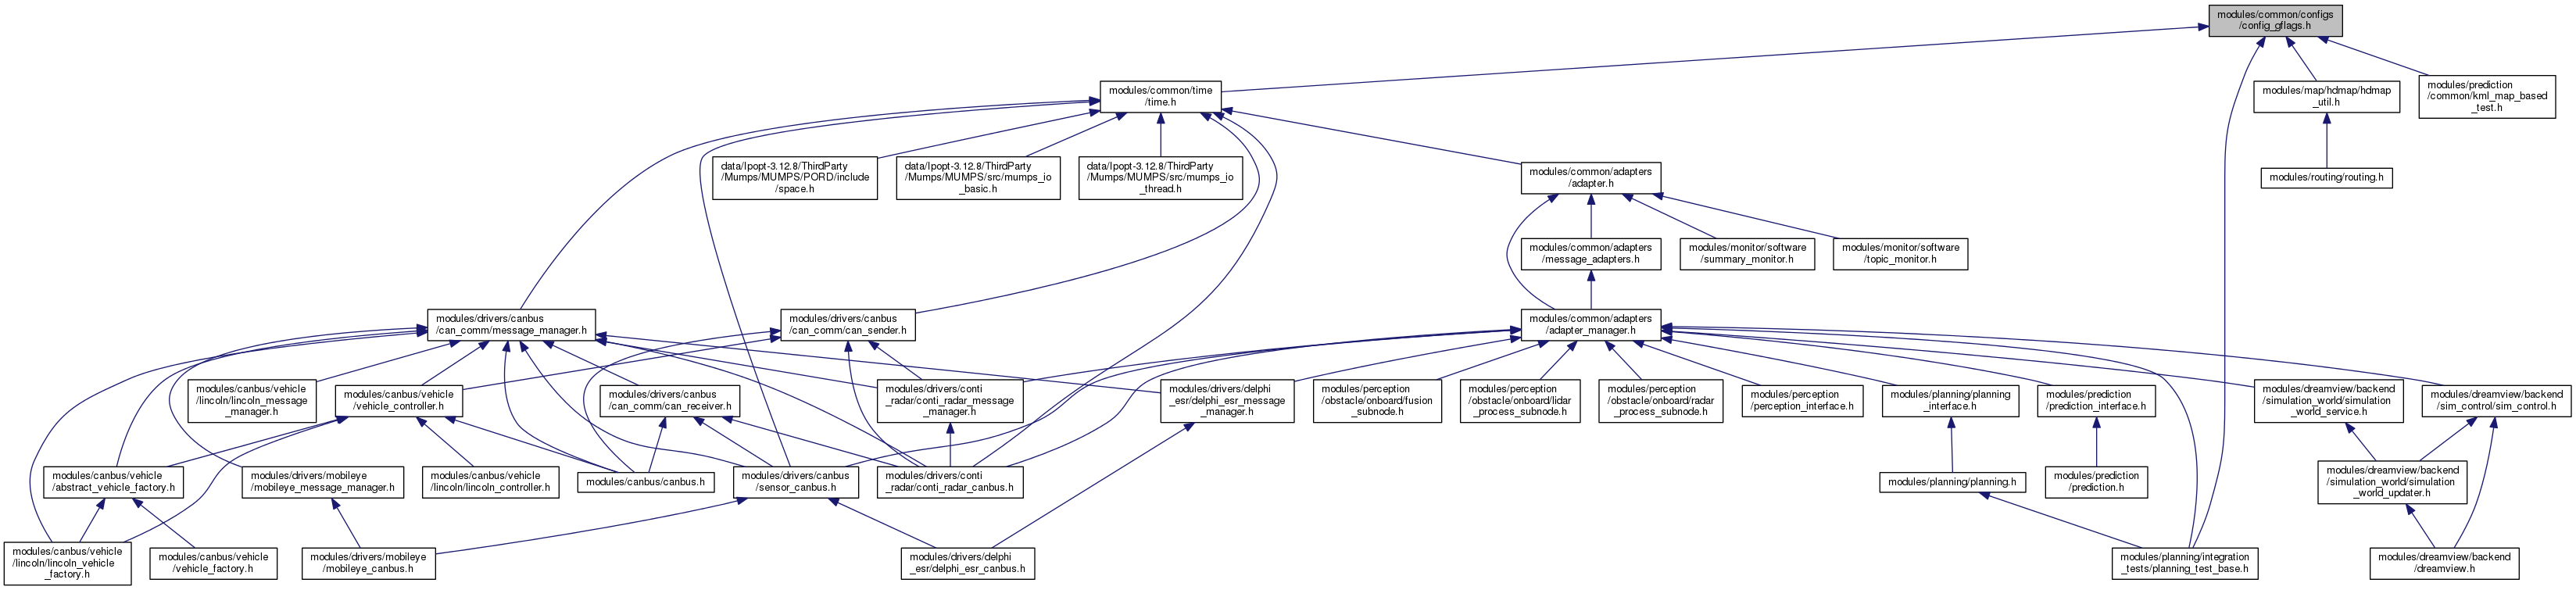 modules/common/configs
/config_gflags.h
modules/common/time
/time.h
modules/map/hdmap/hdmap
_util.h
modules/prediction
/common/kml_map_based
_test.h
data/Ipopt-3.12.8/ThirdParty
/Mumps/MUMPS/PORD/include
/space.h
data/Ipopt-3.12.8/ThirdParty
/Mumps/MUMPS/src/mumps_io
_basic.h
data/Ipopt-3.12.8/ThirdParty
/Mumps/MUMPS/src/mumps_io
_thread.h
modules/common/adapters
/adapter.h
modules/routing/routing.h
modules/common/adapters
/message_adapters.h
modules/monitor/software
/summary_monitor.h
modules/monitor/software
/topic_monitor.h
modules/drivers/canbus
/can_comm/message_manager.h
modules/drivers/canbus
/can_comm/can_sender.h
modules/common/adapters
/adapter_manager.h
modules/canbus/vehicle
/lincoln/lincoln_message
_manager.h
modules/canbus/vehicle
/vehicle_controller.h
modules/drivers/canbus
/can_comm/can_receiver.h
modules/drivers/conti
_radar/conti_radar_message
_manager.h
modules/drivers/delphi
_esr/delphi_esr_message
_manager.h
modules/perception
/obstacle/onboard/fusion
_subnode.h
modules/perception
/obstacle/onboard/lidar
_process_subnode.h
modules/perception
/obstacle/onboard/radar
_process_subnode.h
modules/perception
/perception_interface.h
modules/planning/planning
_interface.h
modules/prediction
/prediction_interface.h
modules/dreamview/backend
/simulation_world/simulation
_world_service.h
modules/dreamview/backend
/sim_control/sim_control.h
modules/canbus/vehicle
/abstract_vehicle_factory.h
modules/drivers/mobileye
/mobileye_message_manager.h
modules/canbus/vehicle
/lincoln/lincoln_controller.h
modules/canbus/canbus.h
modules/drivers/canbus
/sensor_canbus.h
modules/drivers/conti
_radar/conti_radar_canbus.h
modules/planning/planning.h
modules/prediction
/prediction.h
modules/dreamview/backend
/simulation_world/simulation
_world_updater.h
modules/canbus/vehicle
/lincoln/lincoln_vehicle
_factory.h
modules/canbus/vehicle
/vehicle_factory.h
modules/drivers/mobileye
/mobileye_canbus.h
modules/drivers/delphi
_esr/delphi_esr_canbus.h
modules/planning/integration
_tests/planning_test_base.h
modules/dreamview/backend
/dreamview.h